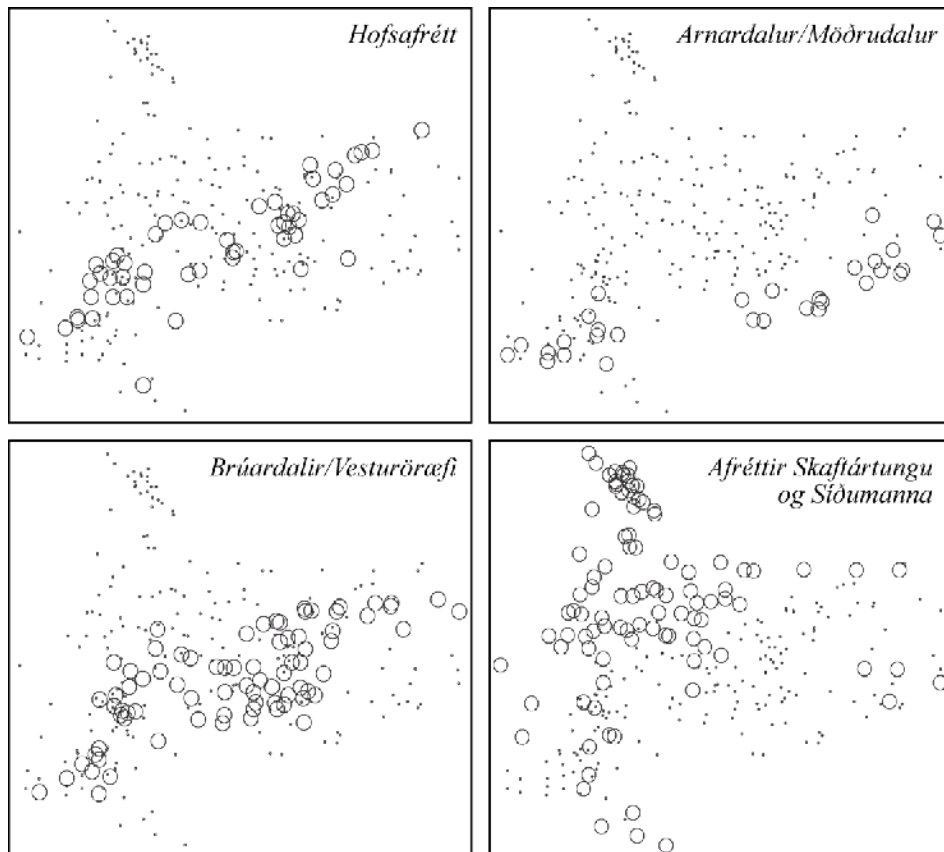 Hofsafrétt
Arnardalur/Möðrudalur
Brúardalir/Vesturöræfi
Afréttir Skaftártungu
og Síðumanna